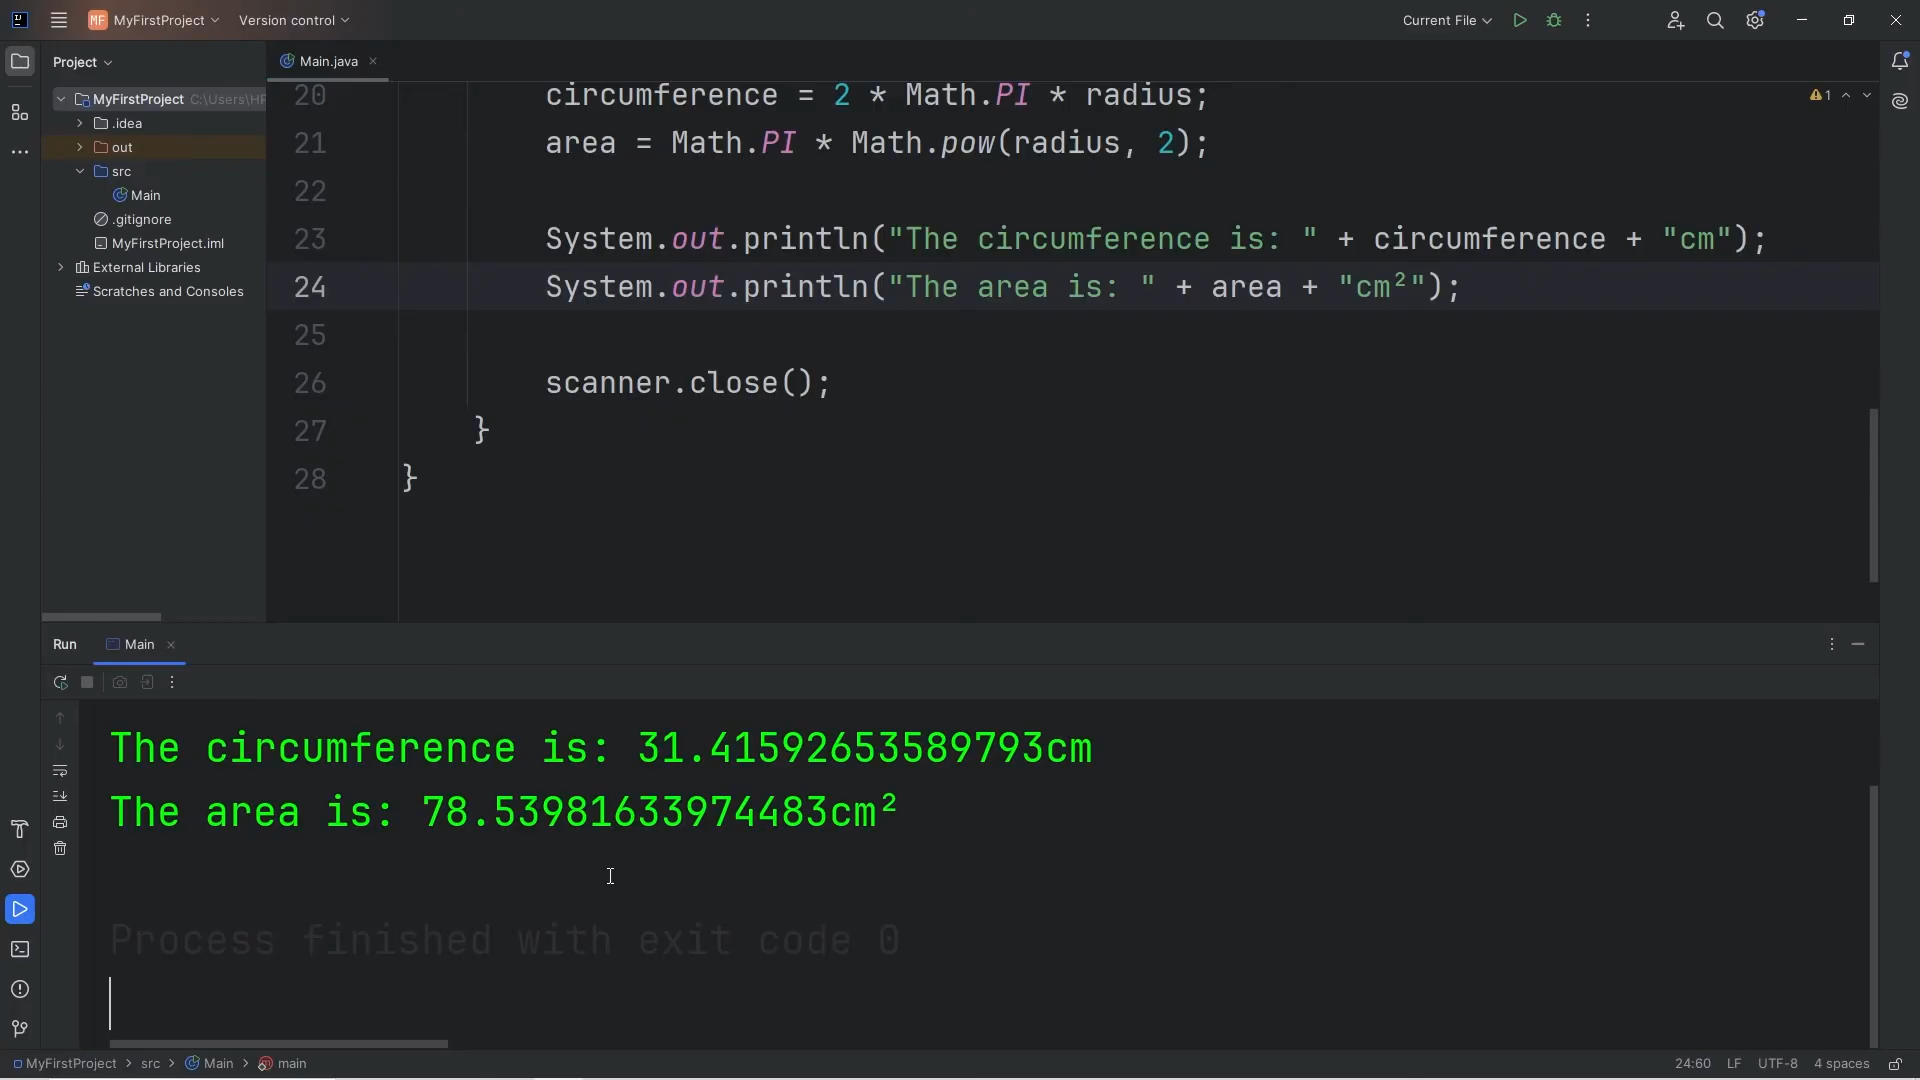 MF MyFirstProject Version control Current File
Project
Main.java
MyFirstProject C:\Users\HP
.idea
out
src
Main
.gitignore
MyFirstProject.iml
External Libraries
Scratches and Consoles
20 circumference = 2 * Math.PI * radius;
21 area = Math.PI * Math.pow(radius, 2);
22
23 System.out.println("The circumference is: " + circumference + "cm");
24 System.out.println("The area is: " + area + "cm²");
25
26 scanner.close();
27 }
28 }
1
Run Main
The circumference is: 31.41592653589793cm
The area is: 78.53981633974483cm²
Process finished with exit code 0
MyFirstProject > src > Main > main 24:60 LF UTF-8 4 spaces